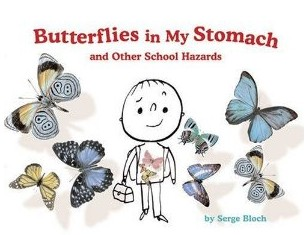 Butterflies in My Stomach
and Other School Hazards
by Serge Bloch